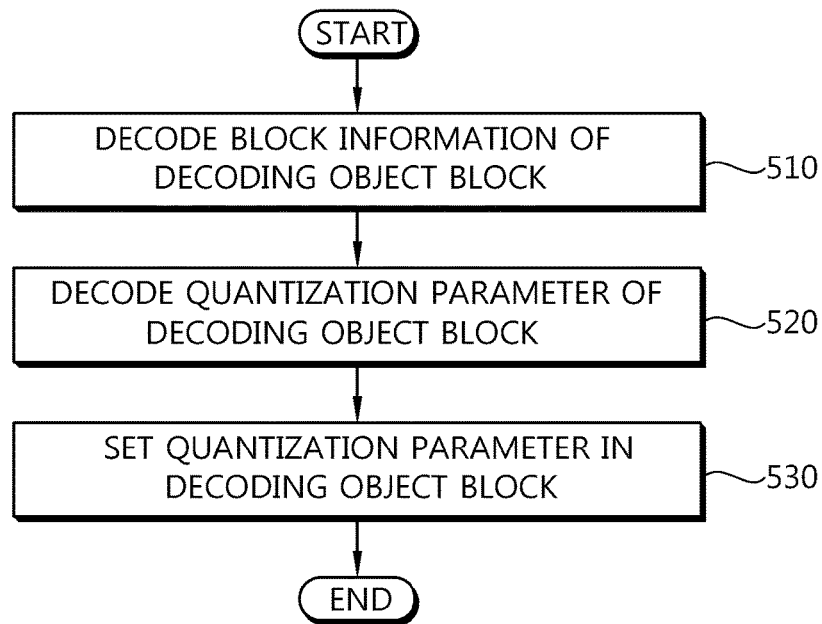 START
DECODE BLOCK INFORMATION OF
DECODING OBJECT BLOCK
510
DECODE QUANTIZATION PARAMETER OF
DECODING OBJECT BLOCK
520
SET QUANTIZATION PARAMETER IN
DECODING OBJECT BLOCK
530
END